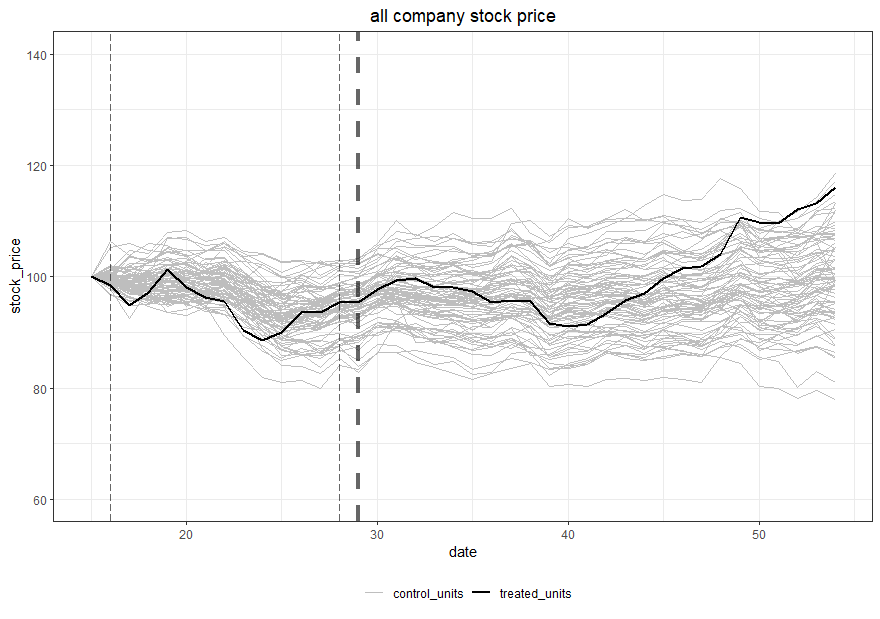 all company stock price
140
120
100
80
60
stock_price
20 30 40 50
date
control_units treated_units